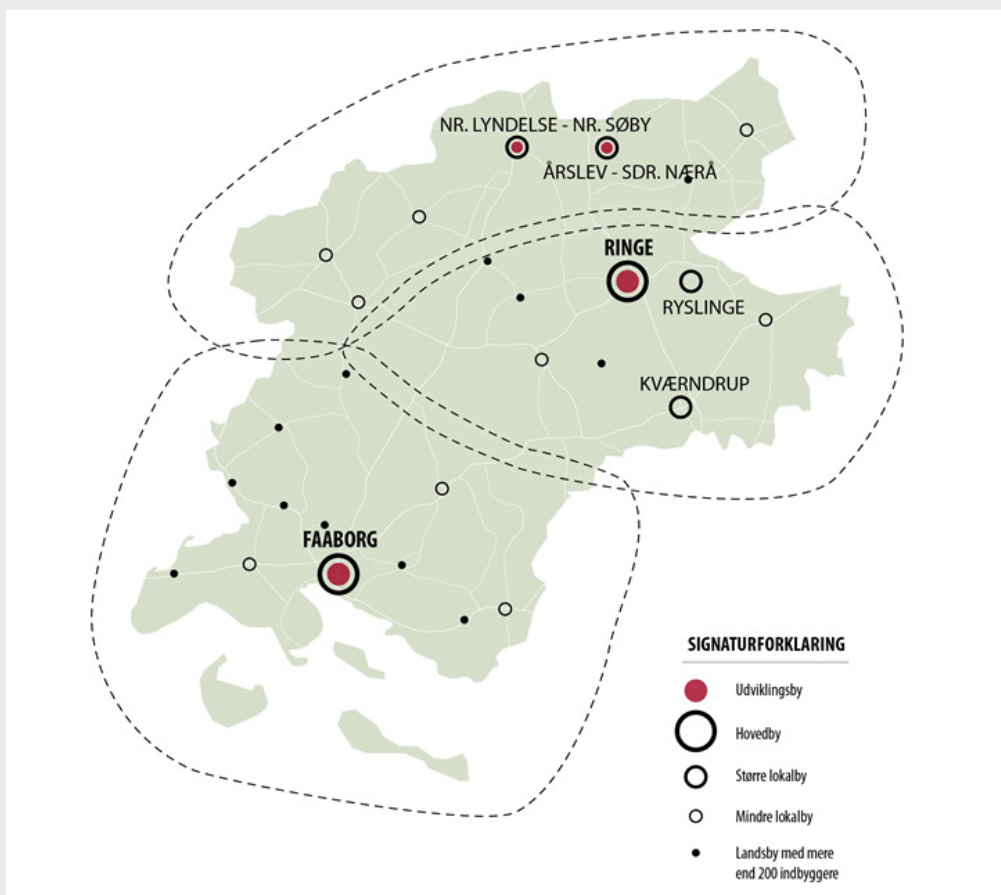 NR. LYNDELSE - NR. SØBY
ÅRSLEV - SDR. NÆRÅ
RINGE
RYSLINGE
KVÆRNDRUP
FAABORG
SIGNATURFORKLARING
Udviklingsby
Hovedby
Større lokalby
Mindre lokalby
Landsby med mere
end 200 indbyggere